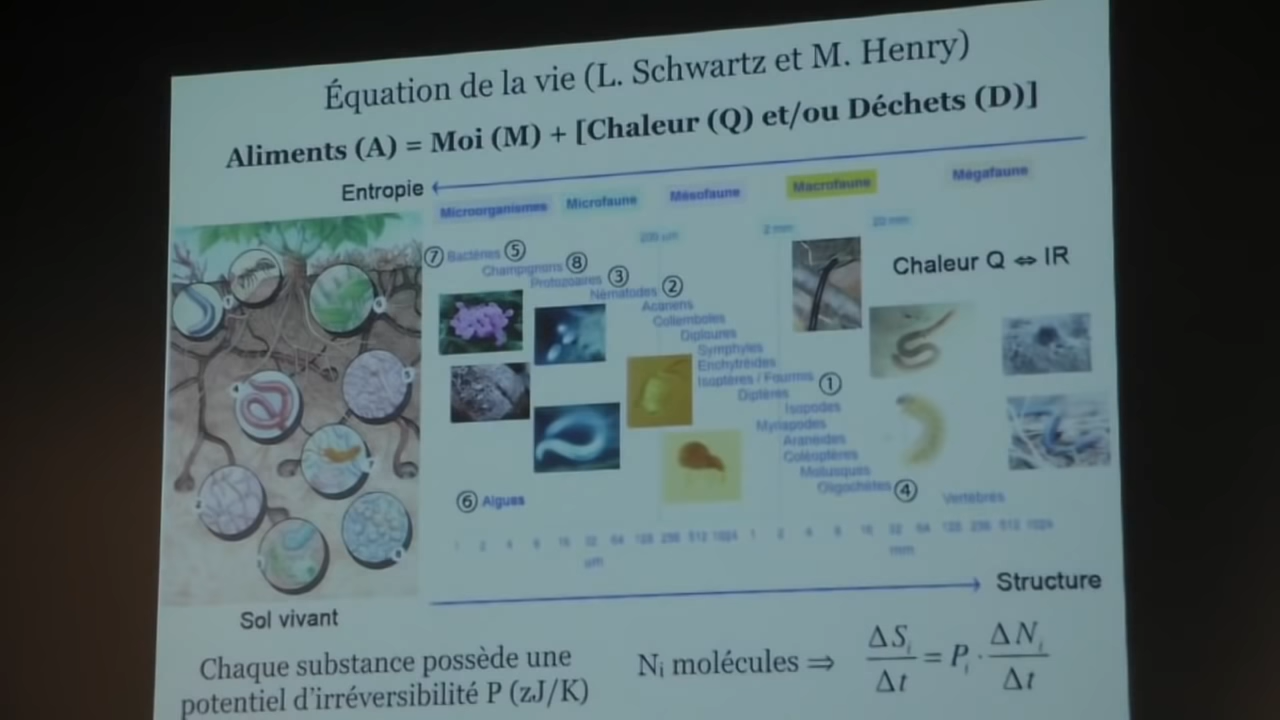 Équation de la vie (L. Schwartz et M. Henry)
Aliments (A) = Moi (M) + [Chaleur (Q) et/ou Déchets (D)]
Entropie
Microorganismes Microfaune Mésofaune Macrofaune Mégafaune
200 µm 2 mm 20 mm
⑦ Bactéries ⑤
Champignons ⑧
Protozoaires ③
Nématodes ②
Acariens
Collemboles
Diploures
Symphyles
Enchytréides
Isoptères / Fourmis ①
Diptères
Isopodes
Myriapodes
Aranéides
Coléoptères
Mollusques
Oligochètes ④
Vertébrés
Chaleur Q ⇔ IR
⑥ Algues
1 2 4 8 16 32 64 128 256 512 1024 1 2 4 8 16 32 64 128 256 512 1024
µm mm
Structure
Sol vivant
Chaque substance possède une
potentiel d'irréversibilité P (zJ/K)
Nᵢ molécules ⇒ ΔSᵢ/Δt = Pᵢ · ΔNᵢ/Δt